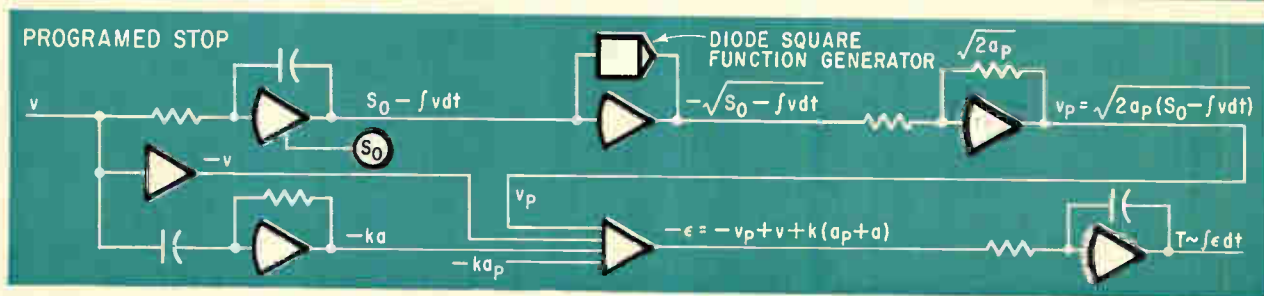 PROGRAMED STOP
DIODE SQUARE
FUNCTION GENERATOR
√2aₚ
v
S₀ − ∫vdt
−√S₀ − ∫vdt
vₚ = √2aₚ(S₀ − ∫vdt)
S₀
−v
vₚ
−ka
−ϵ = −vₚ + v + k(aₚ + a)
T ~ ∫ϵdt
−kaₚ